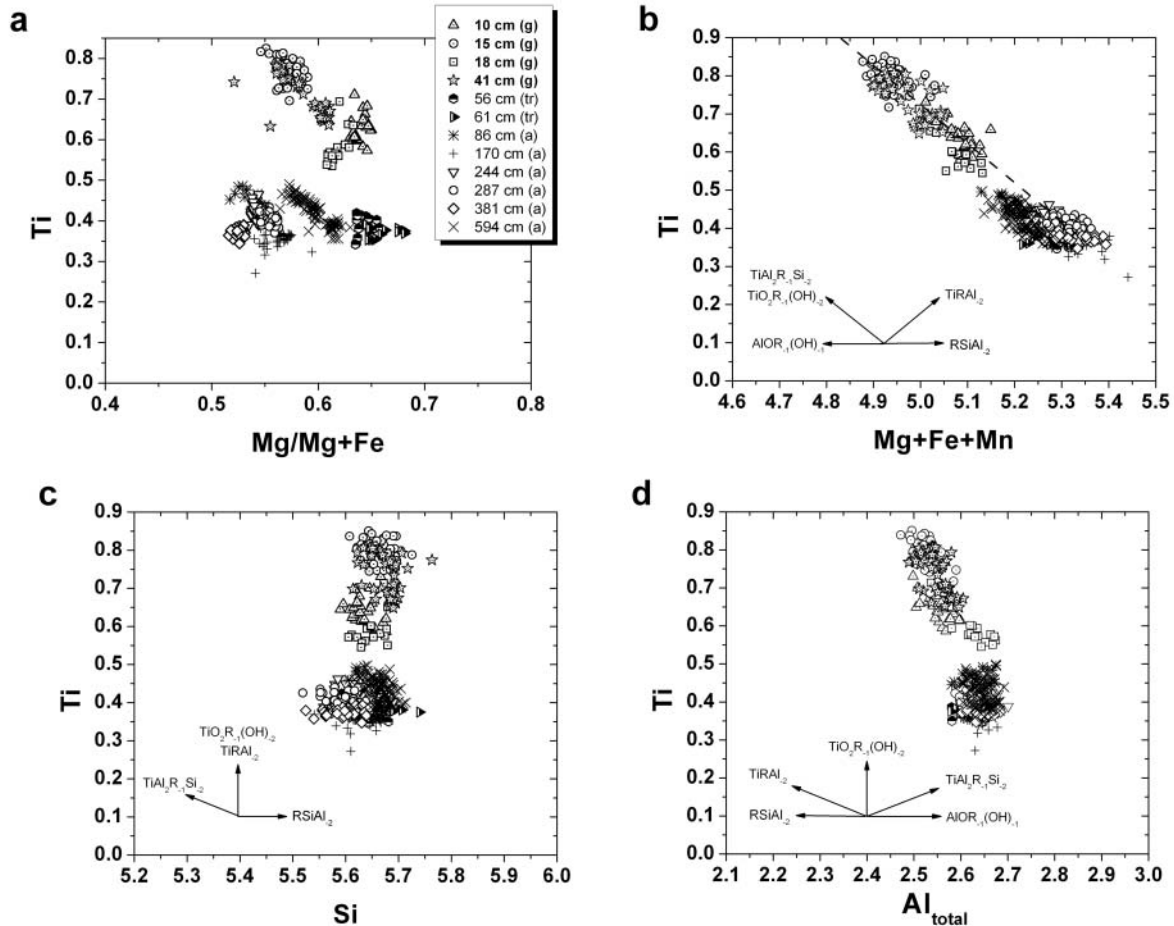 a
Ti
0.8
0.7
0.6
0.5
0.4
0.3
0.2
0.1
0.0
0.4 0.5 0.6 0.7 0.8
Mg/Mg+Fe
10 cm (g)
15 cm (g)
18 cm (g)
41 cm (g)
56 cm (tr)
61 cm (tr)
86 cm (a)
170 cm (a)
244 cm (a)
287 cm (a)
381 cm (a)
594 cm (a)
b
Ti
0.9
0.8
0.7
0.6
0.5
0.4
0.3
0.2
0.1
0.0
TiAl₂R₋₁Si₋₂
TiO₂R₋₁(OH)₋₂
TiRAl₋₂
AlOR₋₁(OH)₋₁
RSiAl₋₂
4.6 4.7 4.8 4.9 5.0 5.1 5.2 5.3 5.4 5.5
Mg+Fe+Mn
c
Ti
0.9
0.8
0.7
0.6
0.5
0.4
0.3
0.2
0.1
0.0
TiO₂R₋₁(OH)₋₂
TiRAl₋₂
TiAl₂R₋₁Si₋₂
RSiAl₋₂
5.2 5.3 5.4 5.5 5.6 5.7 5.8 5.9 6.0
Si
d
Ti
0.9
0.8
0.7
0.6
0.5
0.4
0.3
0.2
0.1
0.0
TiO₂R₋₁(OH)₋₂
TiRAl₋₂
TiAl₂R₋₁Si₋₂
RSiAl₋₂
AlOR₋₁(OH)₋₁
2.1 2.2 2.3 2.4 2.5 2.6 2.7 2.8 2.9 3.0
Al total